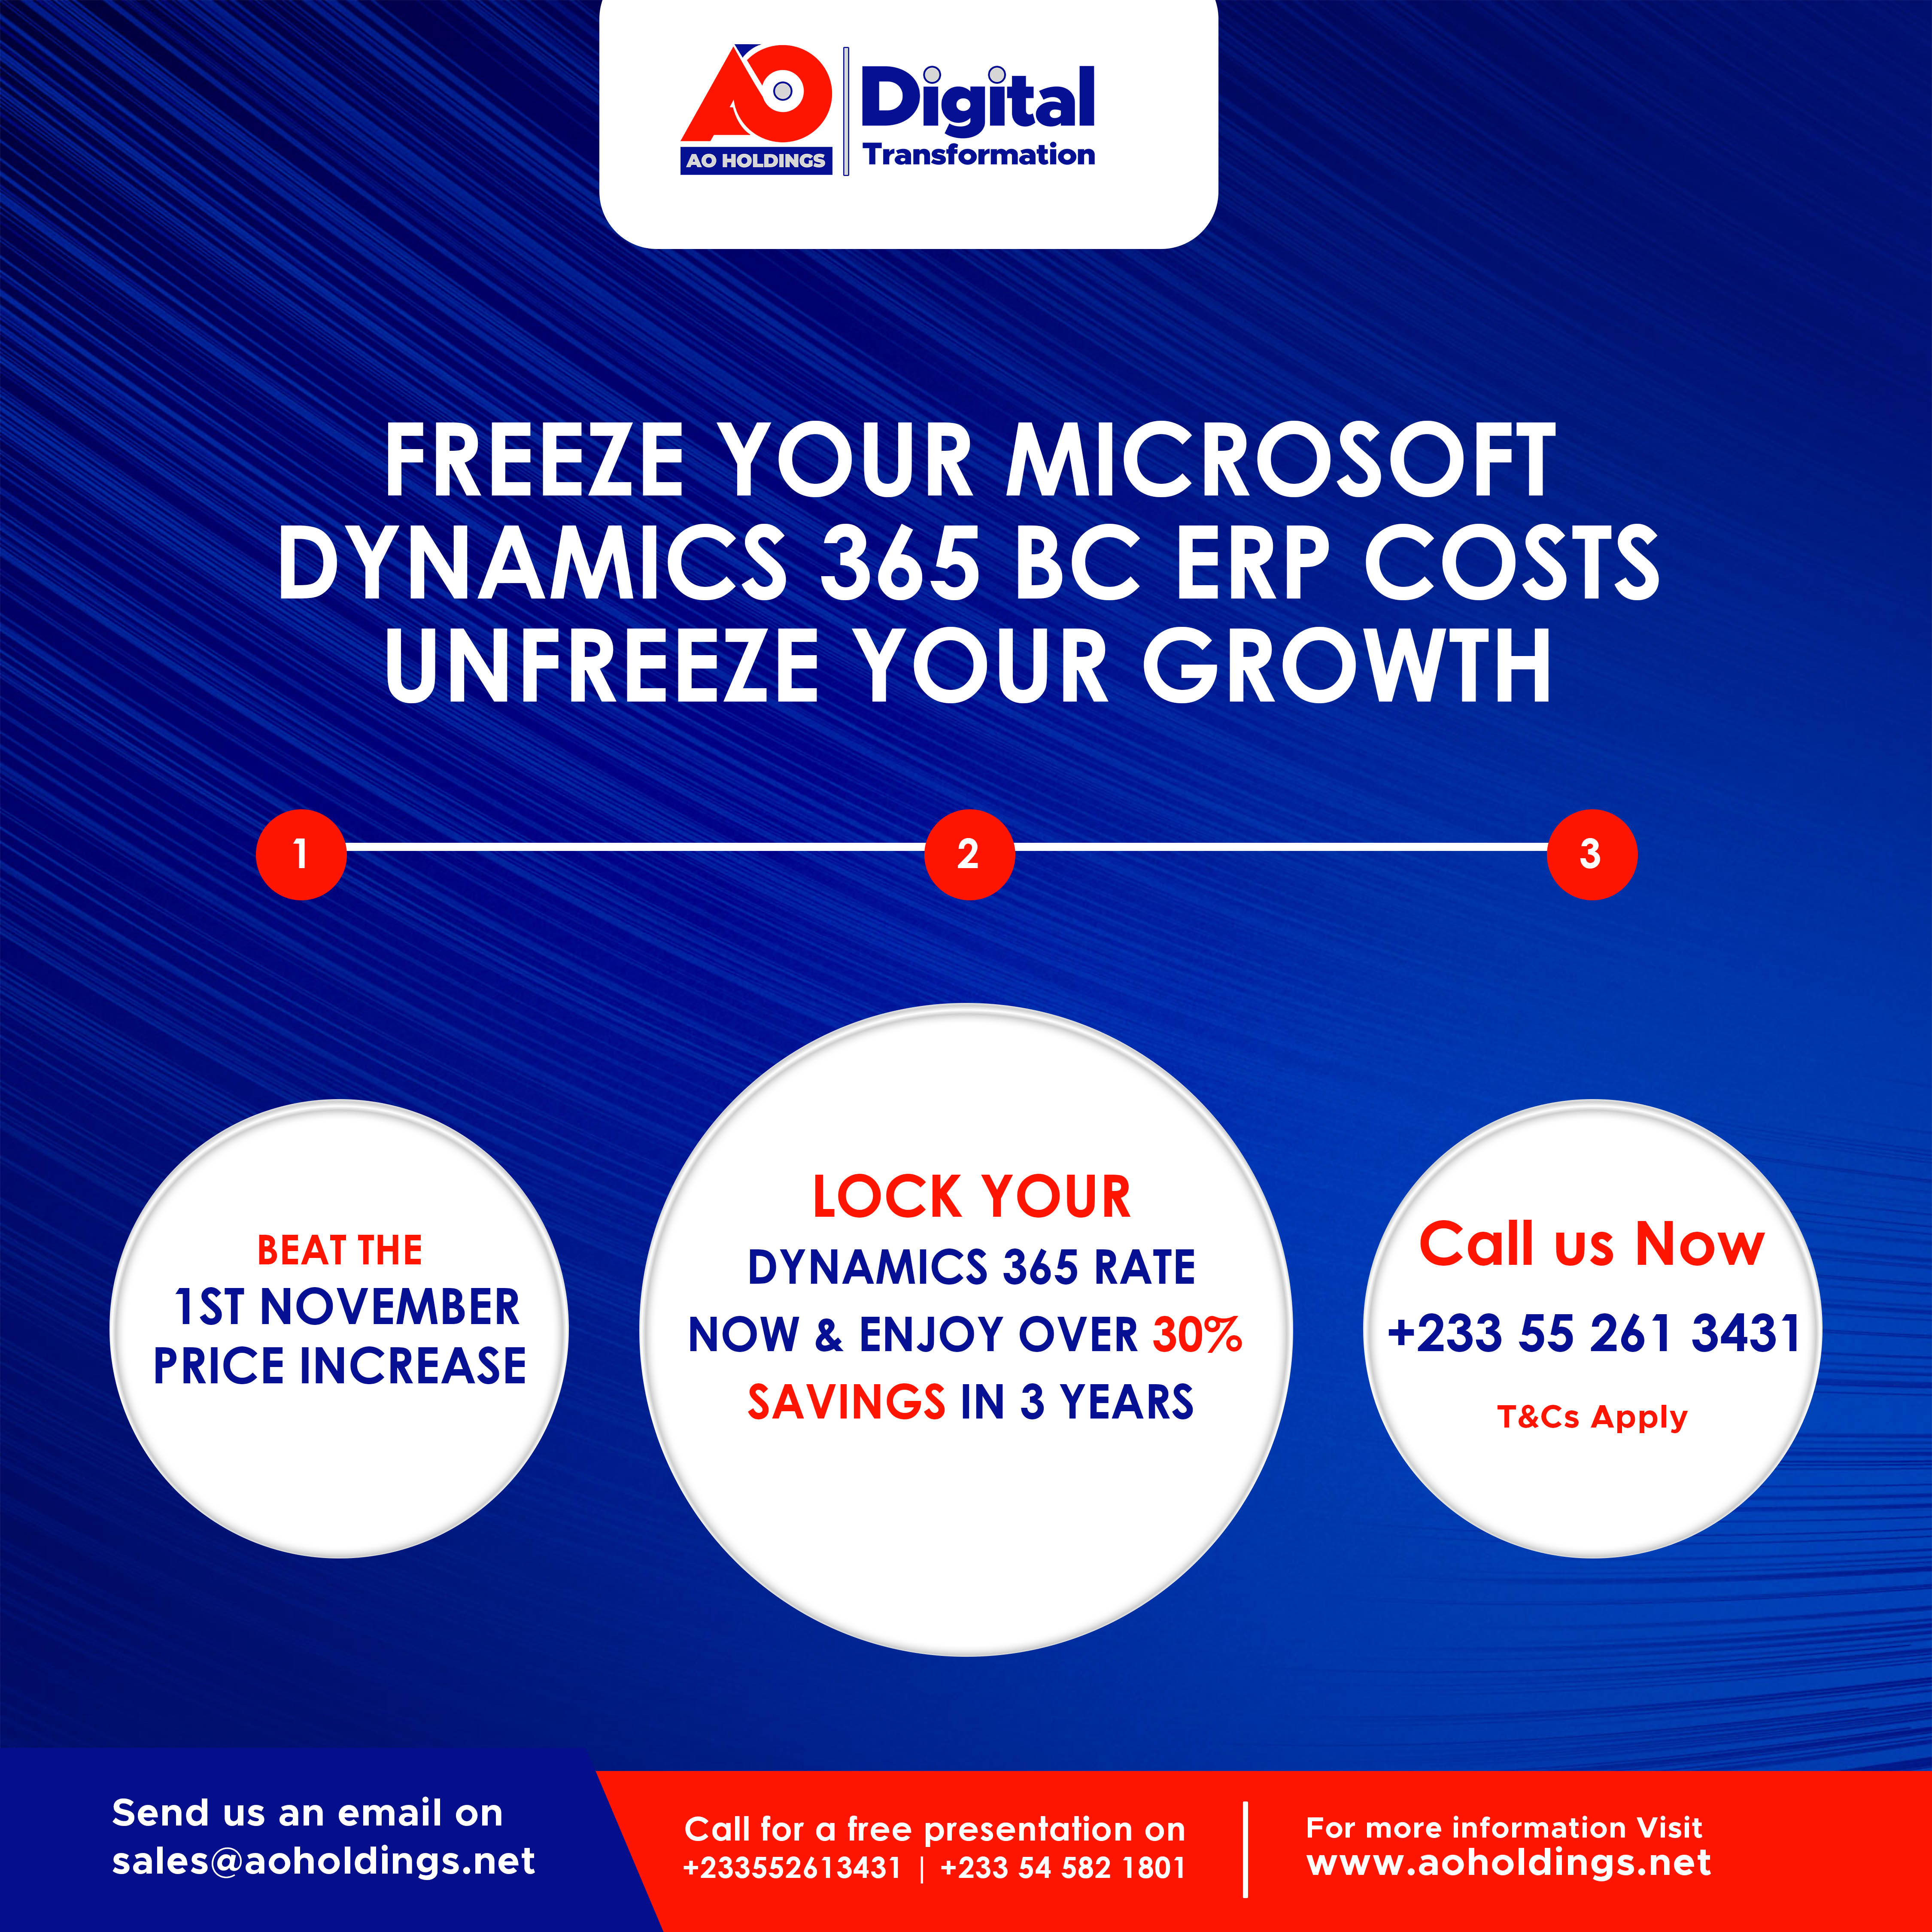 AO HOLDINGS
Digital
Transformation
FREEZE YOUR MICROSOFT
DYNAMICS 365 BC ERP COSTS
UNFREEZE YOUR GROWTH
1
2
3
BEAT THE
1ST NOVEMBER
PRICE INCREASE
LOCK YOUR
DYNAMICS 365 RATE
NOW & ENJOY OVER 30%
SAVINGS IN 3 YEARS
Call us Now
+233 55 261 3431
T&Cs Apply
Send us an email on
sales@aoholdings.net
Call for a free presentation on
+233552613431 | +233 54 582 1801
For more information Visit
www.aoholdings.net